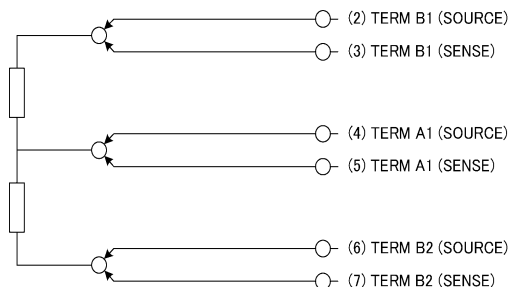 (2) TERM B1 (SOURCE)
(3) TERM B1 (SENSE)
(4) TERM A1 (SOURCE)
(5) TERM A1 (SENSE)
(6) TERM B2 (SOURCE)
(7) TERM B2 (SENSE)